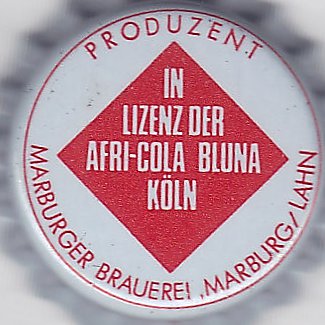 PRODUZENT
IN
LIZENZ DER
AFRI-COLA BLUNA
KÖLN
MARBURGER BRAUEREI, MARBURG/LAHN